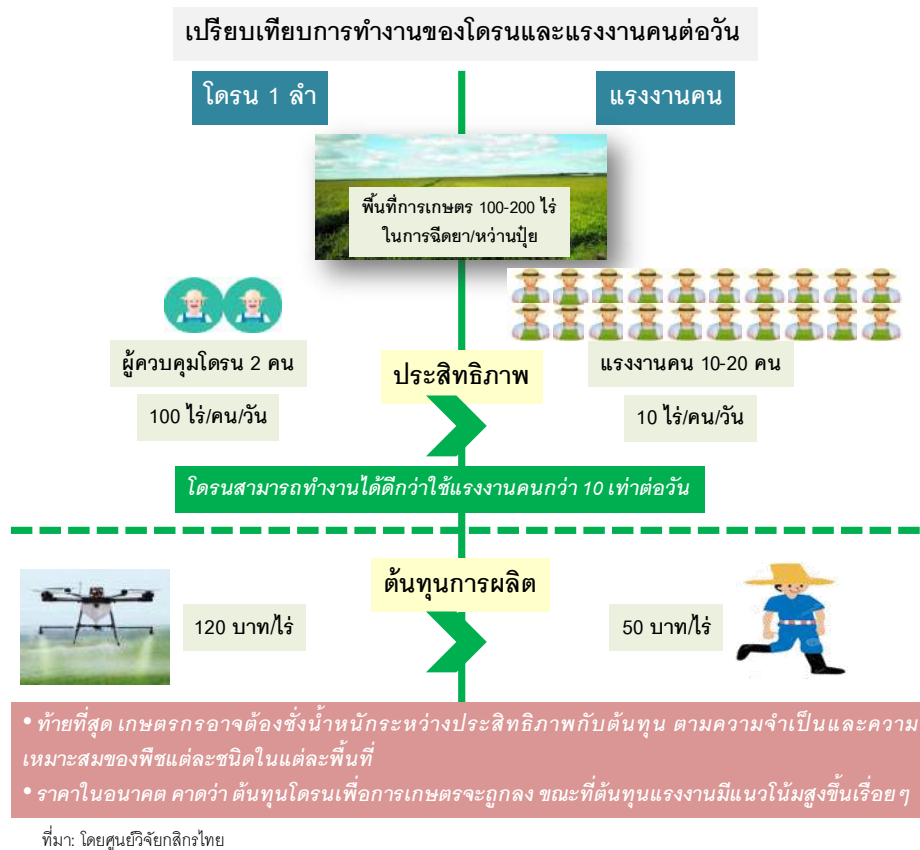 เปรียบเทียบการทำงานของโดรนและแรงงานคนต่อวัน
โดรน 1 ลำ
แรงงานคน
พื้นที่การเกษตร 100-200 ไร่
ในการฉีดยา/หว่านปุ๋ย
ผู้ควบคุมโดรน 2 คน
ประสิทธิภาพ
แรงงานคน 10-20 คน
100 ไร่/คน/วัน
10 ไร่/คน/วัน
โดรนสามารถทำงานได้ดีกว่าใช้แรงงานคนกว่า 10 เท่าต่อวัน
ต้นทุนการผลิต
120 บาท/ไร่
50 บาท/ไร่
• ท้ายที่สุด เกษตรกรอาจต้องชั่งน้ำหนักระหว่างประสิทธิภาพกับต้นทุน ตามความจำเป็นและความ
เหมาะสมของพืชแต่ละชนิดในแต่ละพื้นที่
• ราคาในอนาคต คาดว่า ต้นทุนโดรนเพื่อการเกษตรจะถูกลง ขณะที่ต้นทุนแรงงานมีแนวโน้มสูงขึ้นเรื่อยๆ
ที่มา: โดยศูนย์วิจัยกสิกรไทย